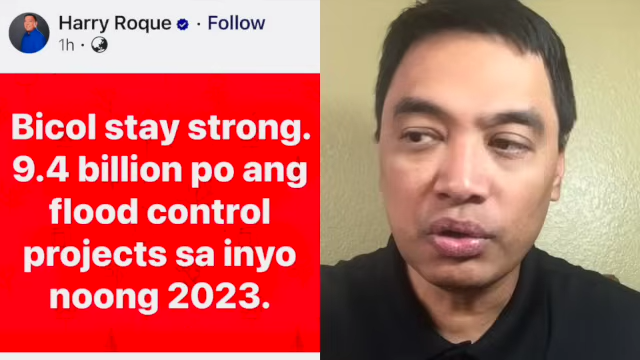 Harry Roque · Follow
1h ·
Bicol stay strong.
9.4 billion po ang
flood control
projects sa inyo
noong 2023.